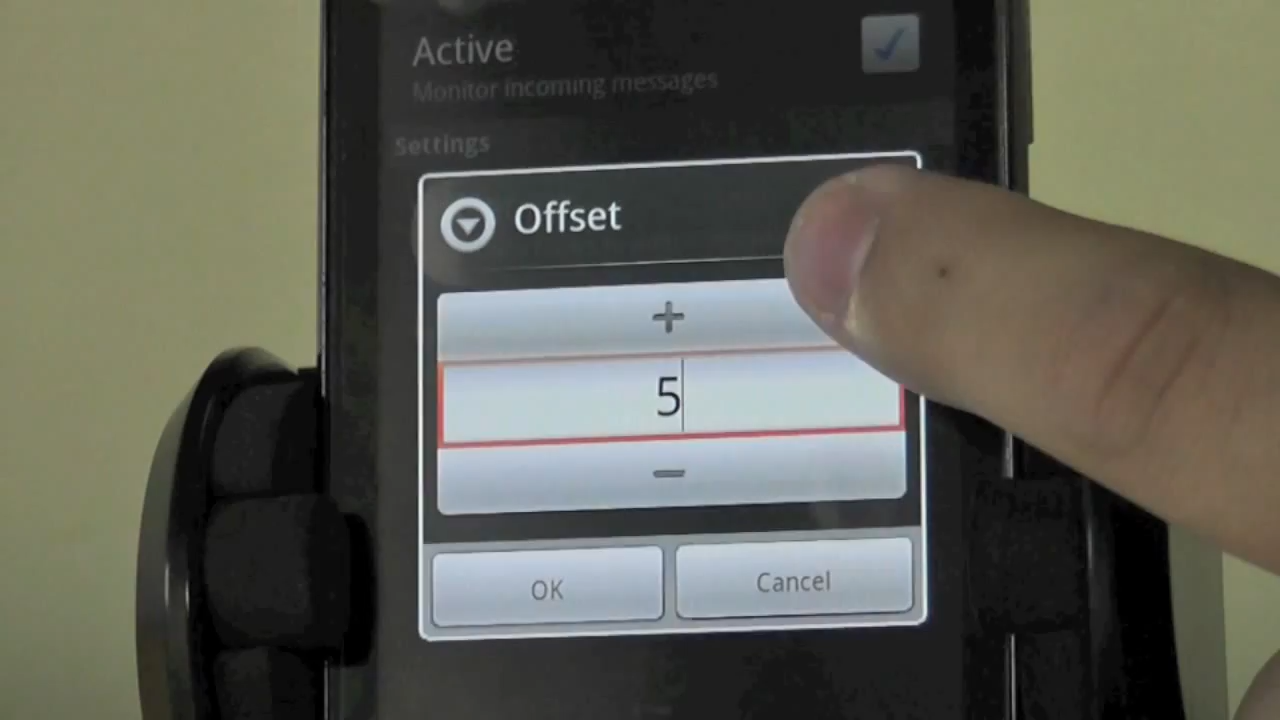 Active
Monitor incoming messages
Settings
Offset
+
5
−
OK
Cancel